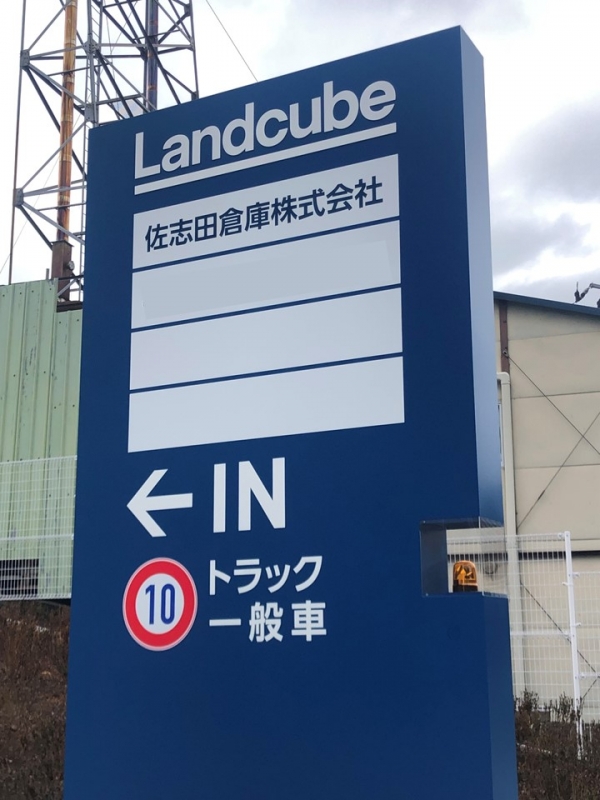 Landcube
佐志田倉庫株式会社
← IN
10
トラック
一般車